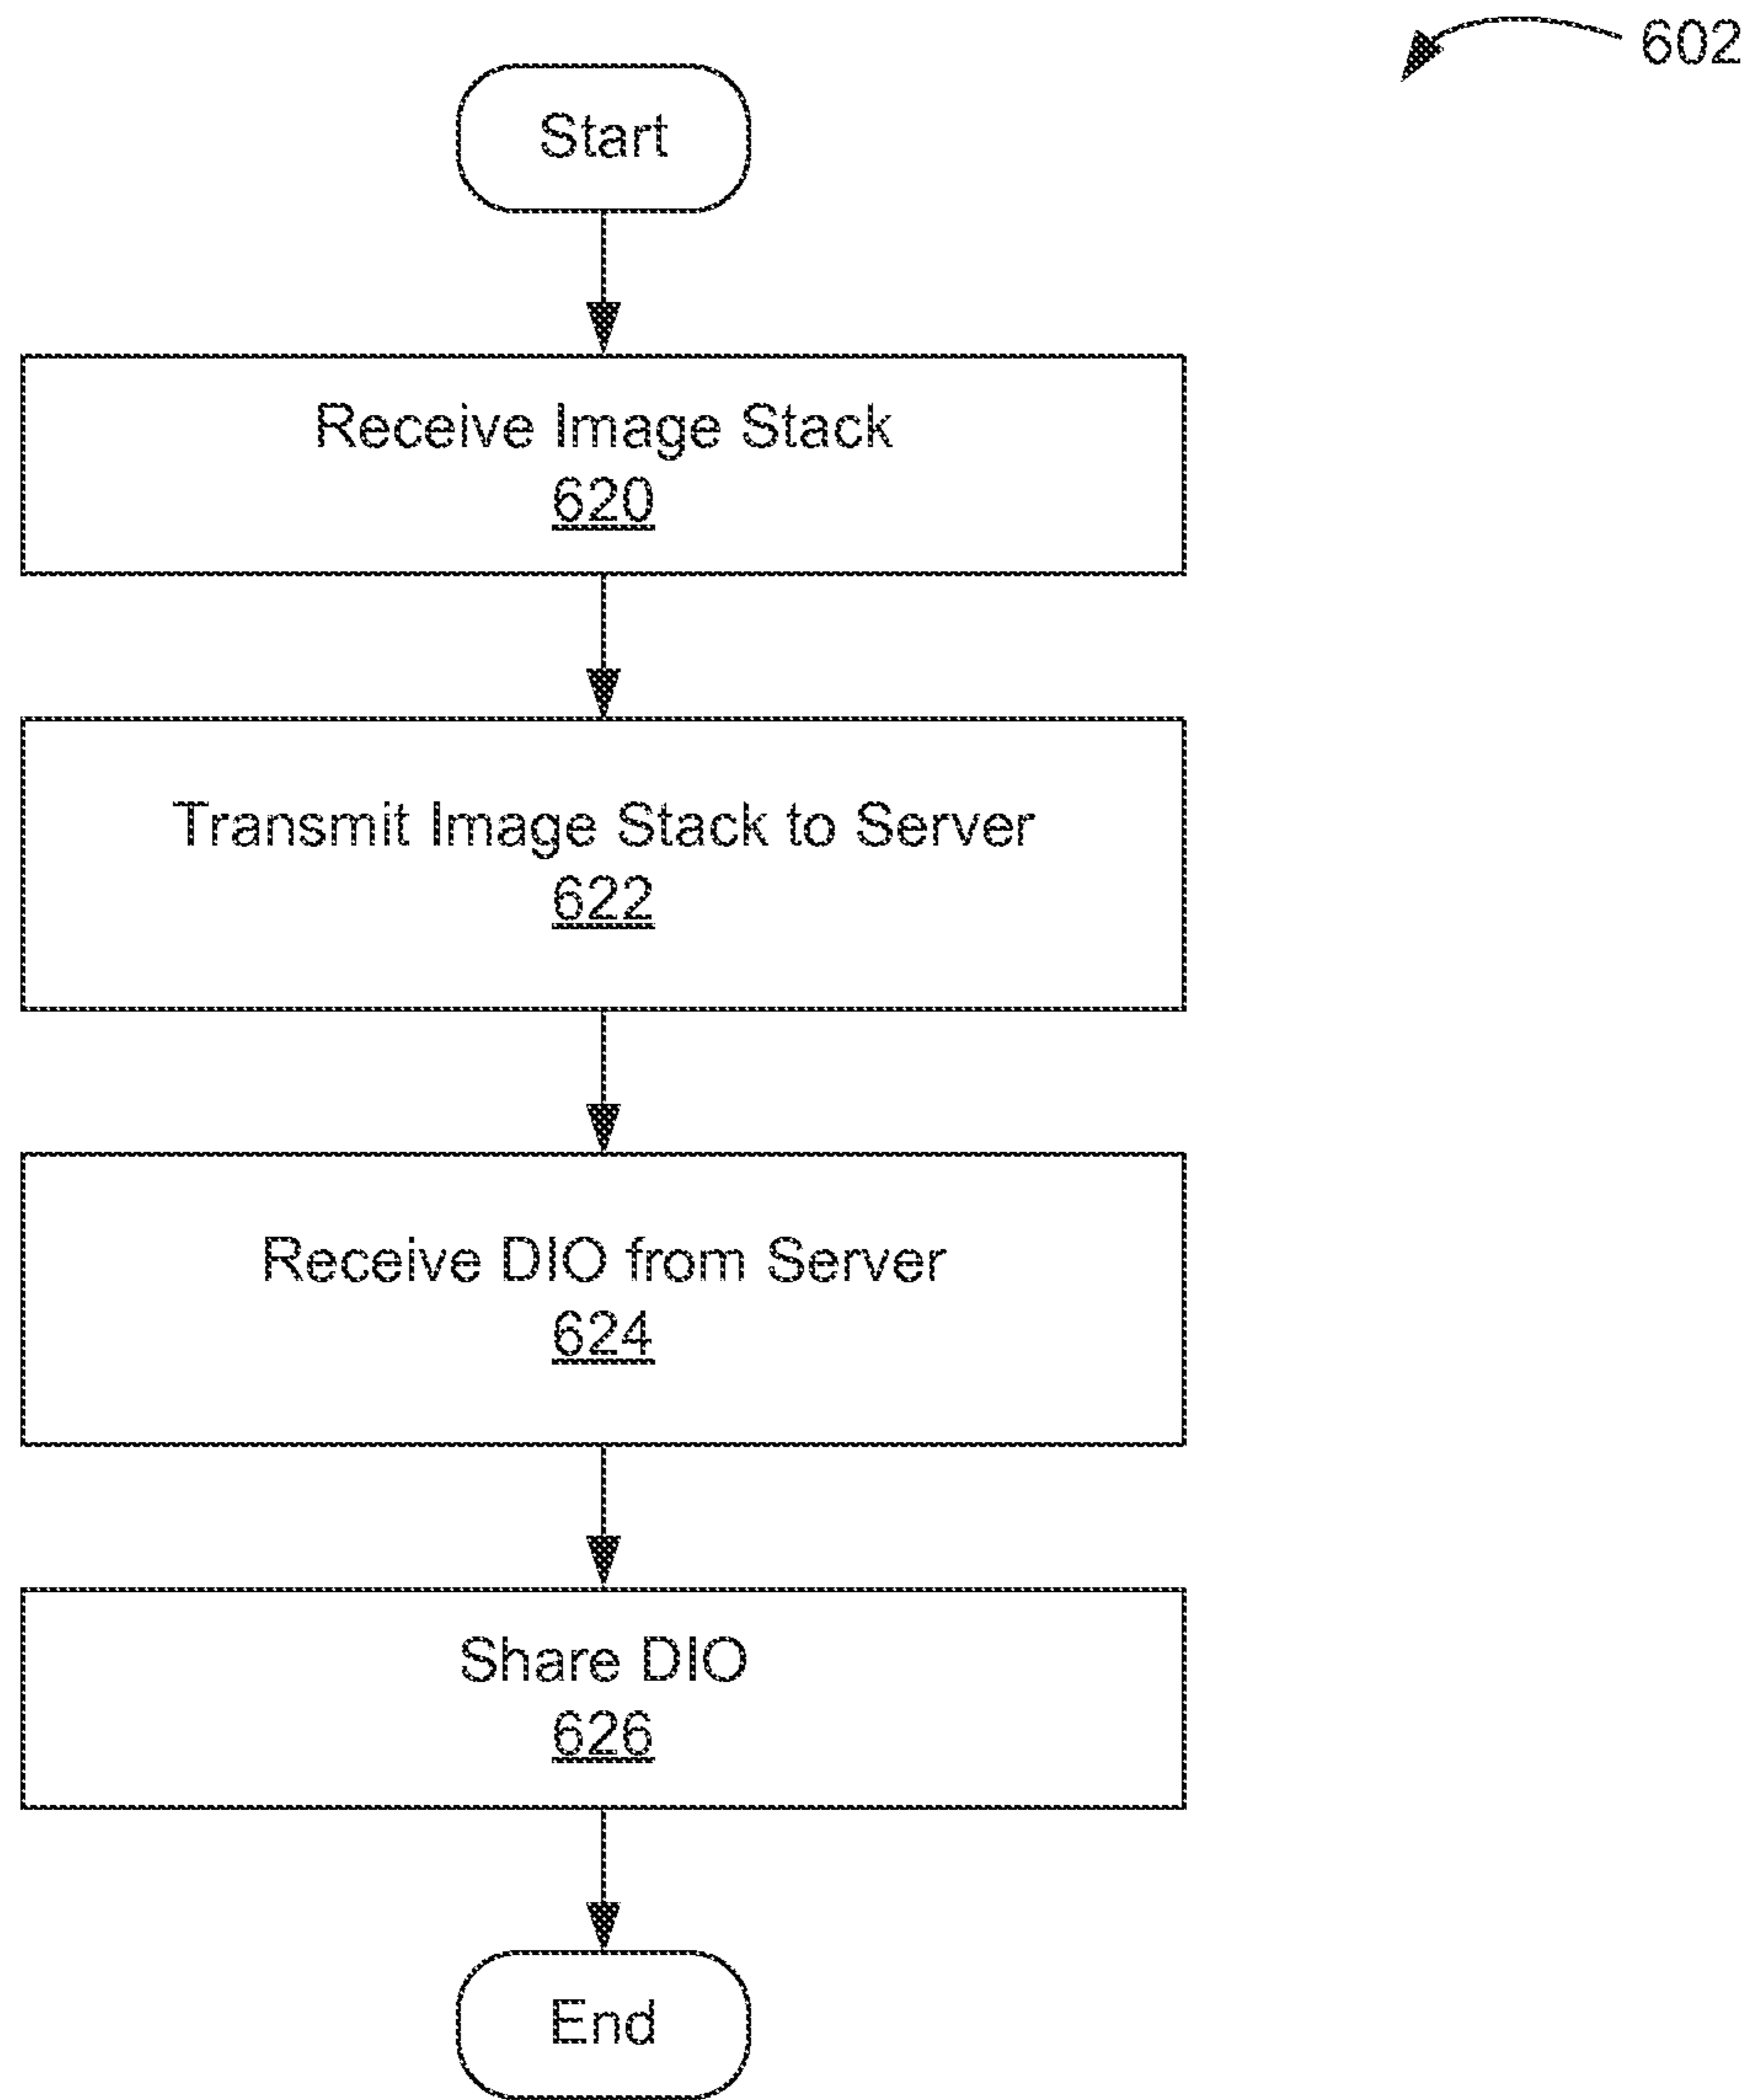 602
Start
Receive Image Stack
620
Transmit Image Stack to Server
622
Receive DIO from Server
624
Share DIO
626
End